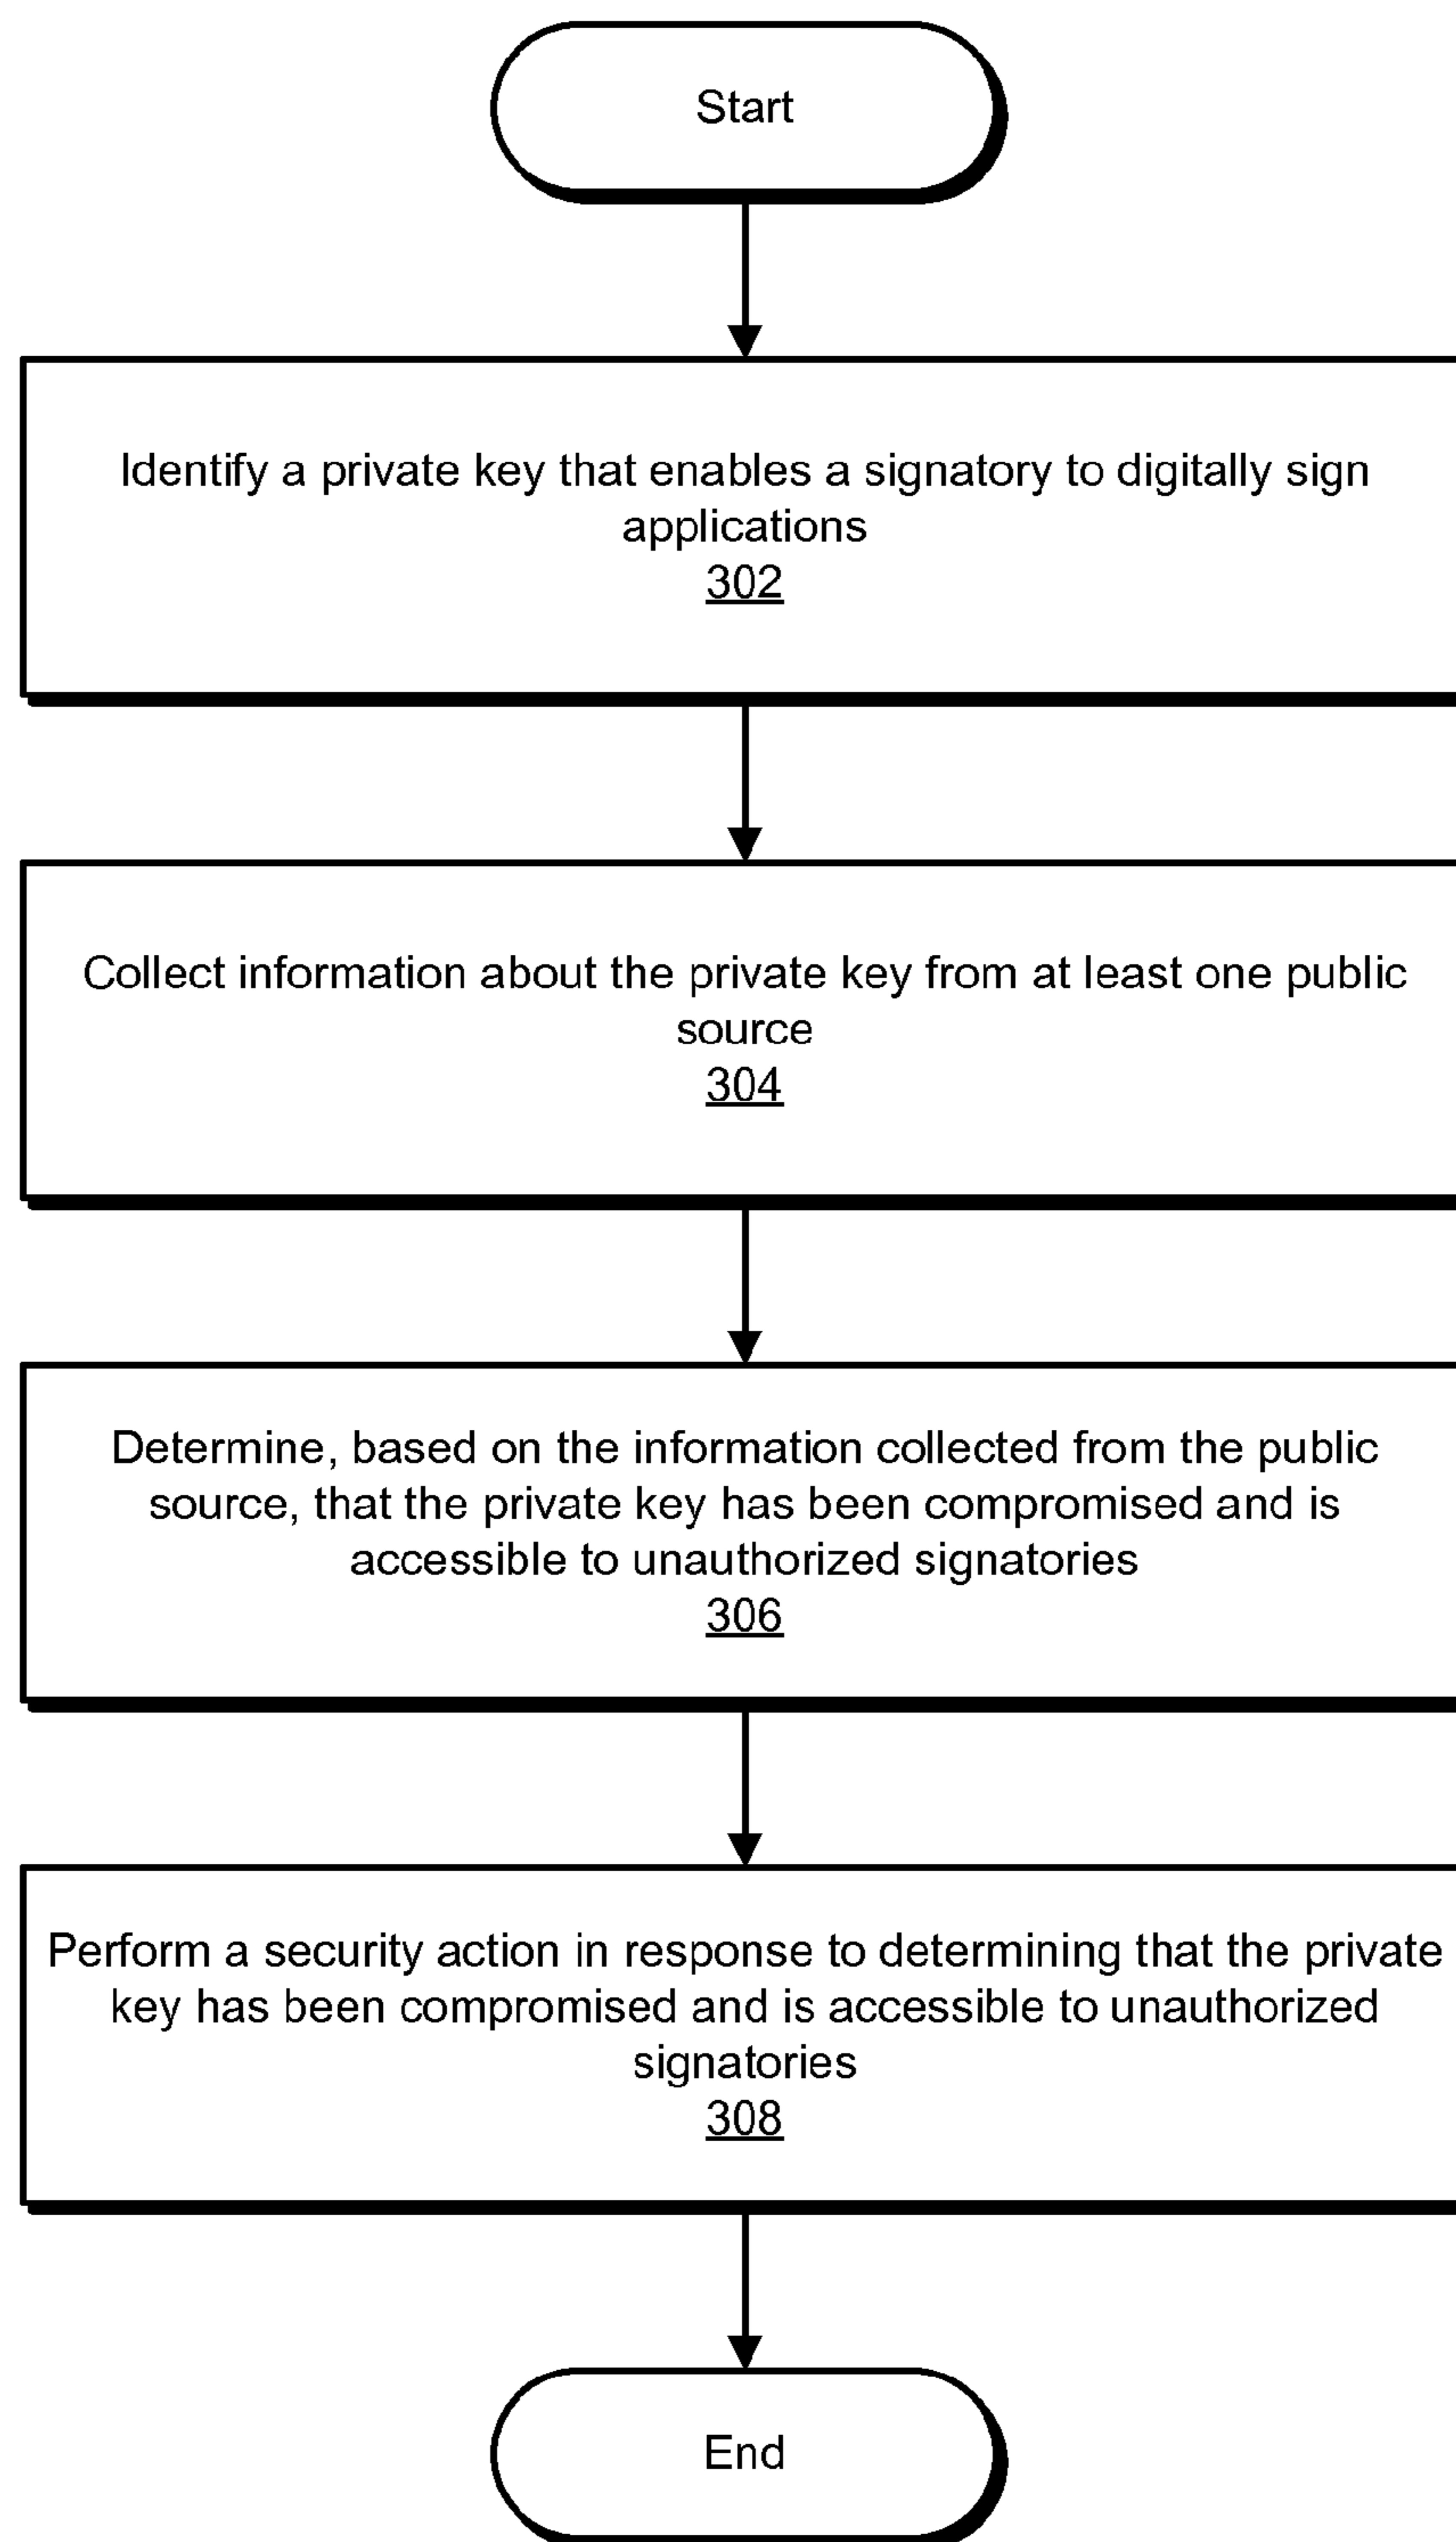 Start
Identify a private key that enables a signatory to digitally sign
applications
302
Collect information about the private key from at least one public
source
304
Determine, based on the information collected from the public
source, that the private key has been compromised and is
accessible to unauthorized signatories
306
Perform a security action in response to determining that the private
key has been compromised and is accessible to unauthorized
signatories
308
End